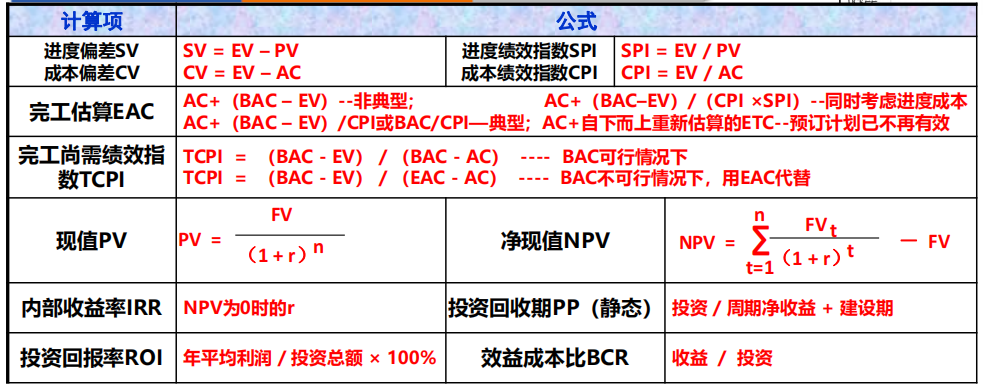 计算项 公式
进度偏差SV SV = EV – PV 进度绩效指数SPI SPI = EV / PV
成本偏差CV CV = EV – AC 成本绩效指数CPI CPI = EV / AC
完工估算EAC
AC+（BAC – EV）--非典型; AC+（BAC–EV）/（CPI ×SPI）--同时考虑进度成本
AC+（BAC – EV）/CPI或BAC/CPI—典型；AC+自下而上重新估算的ETC--预订计划已不再有效
完工尚需绩效指数TCPI
TCPI = （BAC - EV）/（BAC - AC） ---- BAC可行情况下
TCPI = （BAC - EV）/（EAC - AC） ---- BAC不可行情况下，用EAC代替
现值PV
PV = FV
（1 + r）n
净现值NPV
NPV = n Σ t=1 FVt
（1 + r）t
— FV
内部收益率IRR NPV为0时的r 投资回收期PP（静态） 投资 / 周期净收益 + 建设期
投资回报率ROI 年平均利润 / 投资总额 × 100% 效益成本比BCR 收益 / 投资